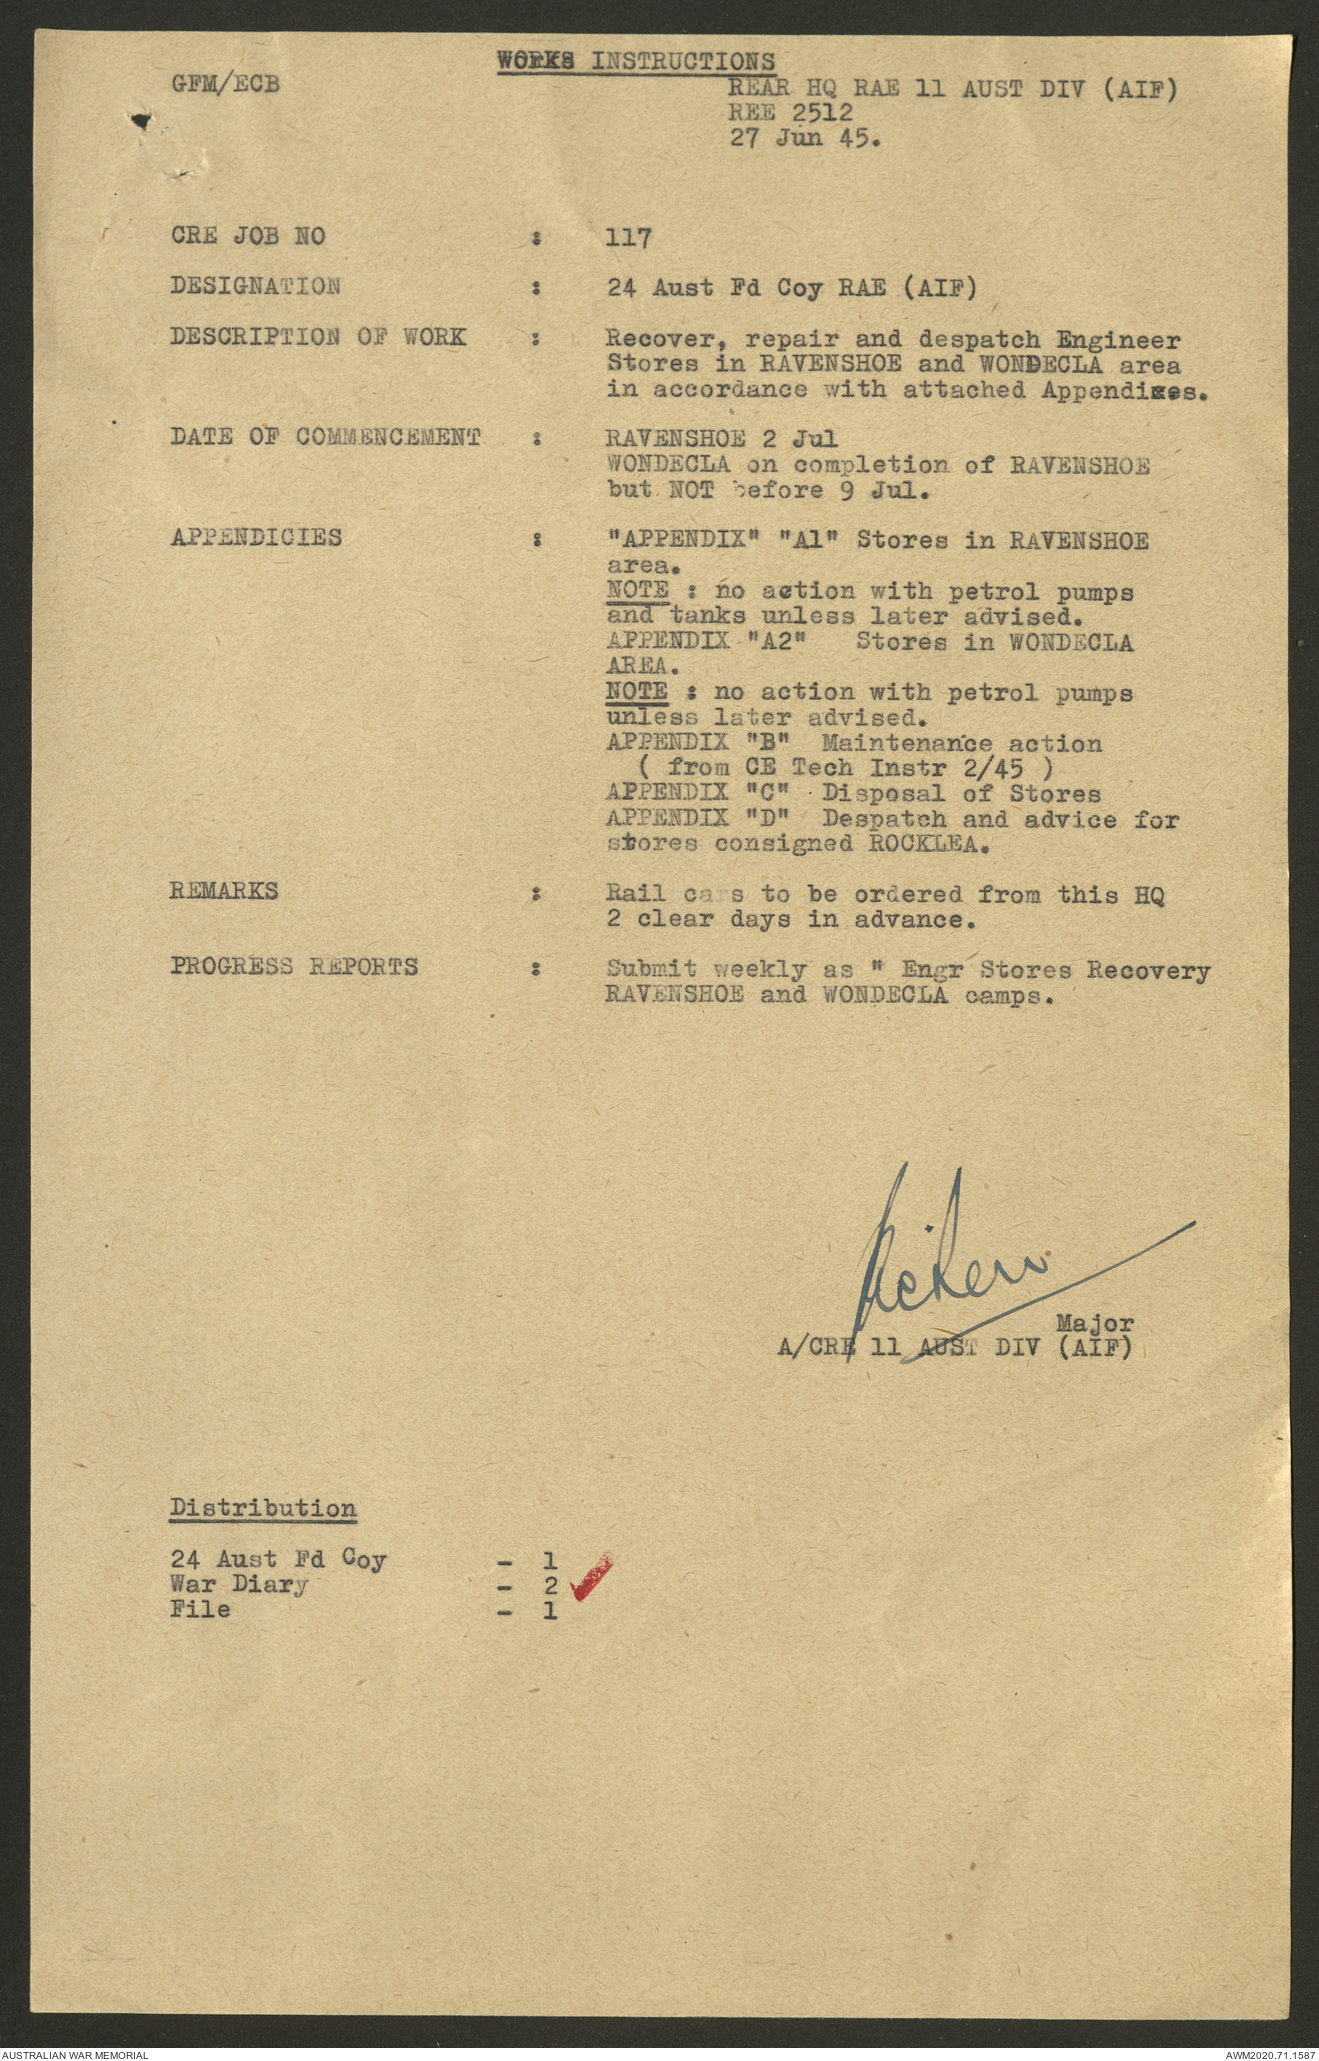 WORKS INSTRUCTIONS
GFM/ECB
REAR HQ RAE 11 AUST DIV (AIF)
REE 2512
27 Jun 45.
CRE JOB NO : 117
DESIGNATION : 24 Aust Fd Coy RAE (AIF)
DESCRIPTION OF WORK : Recover, repair and despatch Engineer
Stores in RAVENSHOE and WONDECLA area
in accordance with attached Appendixes.
DATE OF COMMENCEMENT : RAVENSHOE 2 Jul
WONDECLA on completion of RAVENSHOE
but NOT before 9 Jul.
APPENDICIES : "APPENDIX" "A1" Stores in RAVENSHOE
area.
NOTE : no action with petrol pumps
and tanks unless later advised.
APPENDIX "A2" Stores in WONDECLA
AREA.
NOTE : no action with petrol pumps
unless later advised.
APPENDIX "B" Maintenance action
( from CE Tech Instr 2/45 )
APPENDIX "C" Disposal of Stores
APPENDIX "D" Despatch and advice for
stores consigned ROCKLEA.
REMARKS : Rail cars to be ordered from this HQ
2 clear days in advance.
PROGRESS REPORTS : Submit weekly as " Engr Stores Recovery
RAVENSHOE and WONDECLA camps.
Major
A/CRE 11 AUST DIV (AIF)
Distribution
24 Aust Fd Coy - 1
War Diary - 2
File - 1
AUSTRALIAN WAR MEMORIAL
AWM2020.71.1587